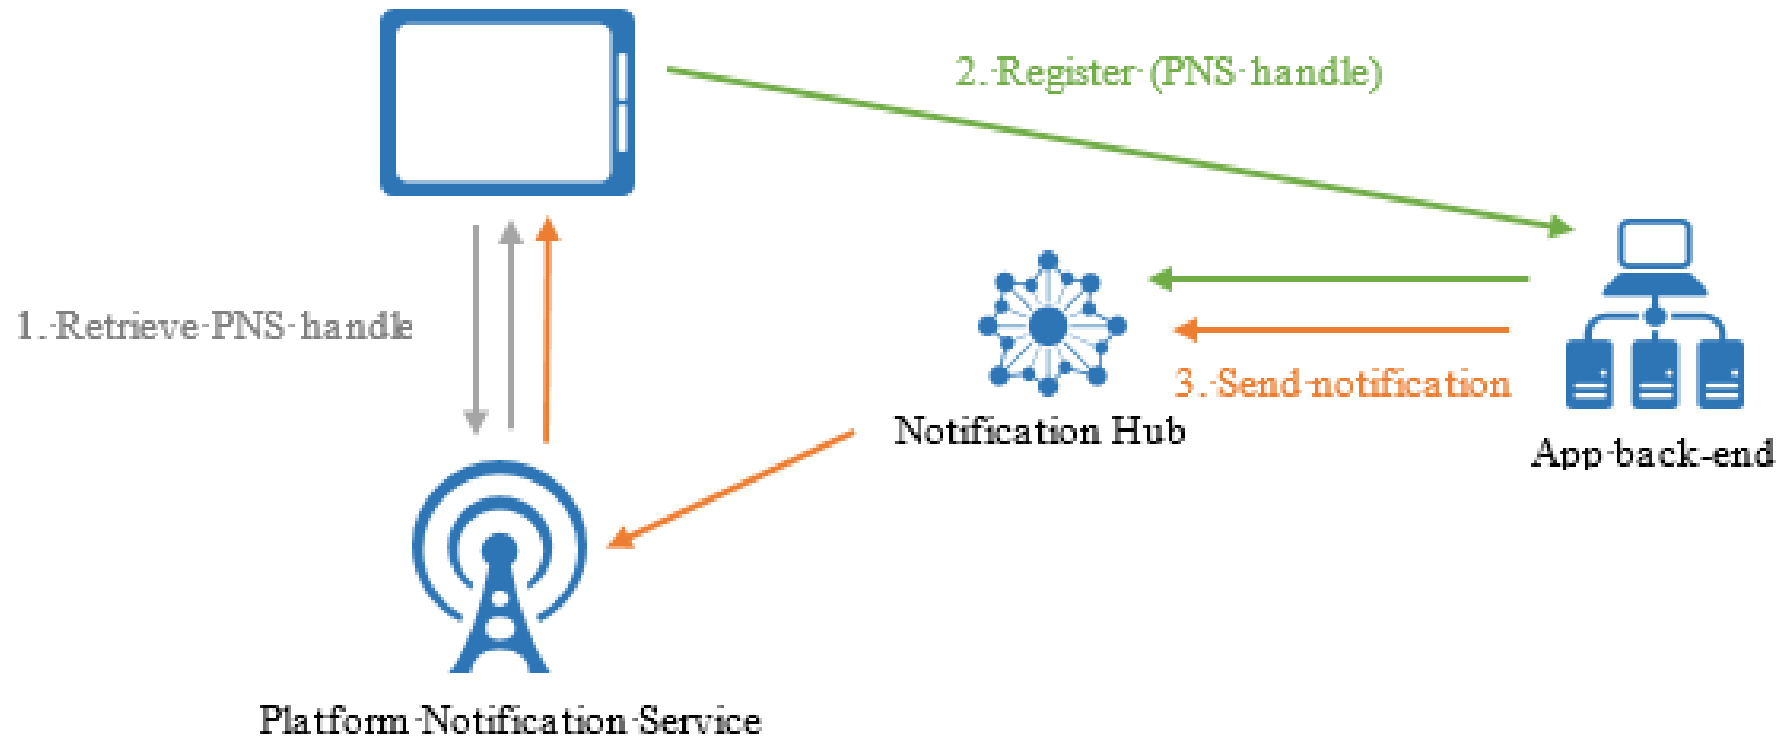 2. Register (PNS handle)
1. Retrieve PNS handle
3. Send notification
Notification Hub
App back-end
Platform Notification Service